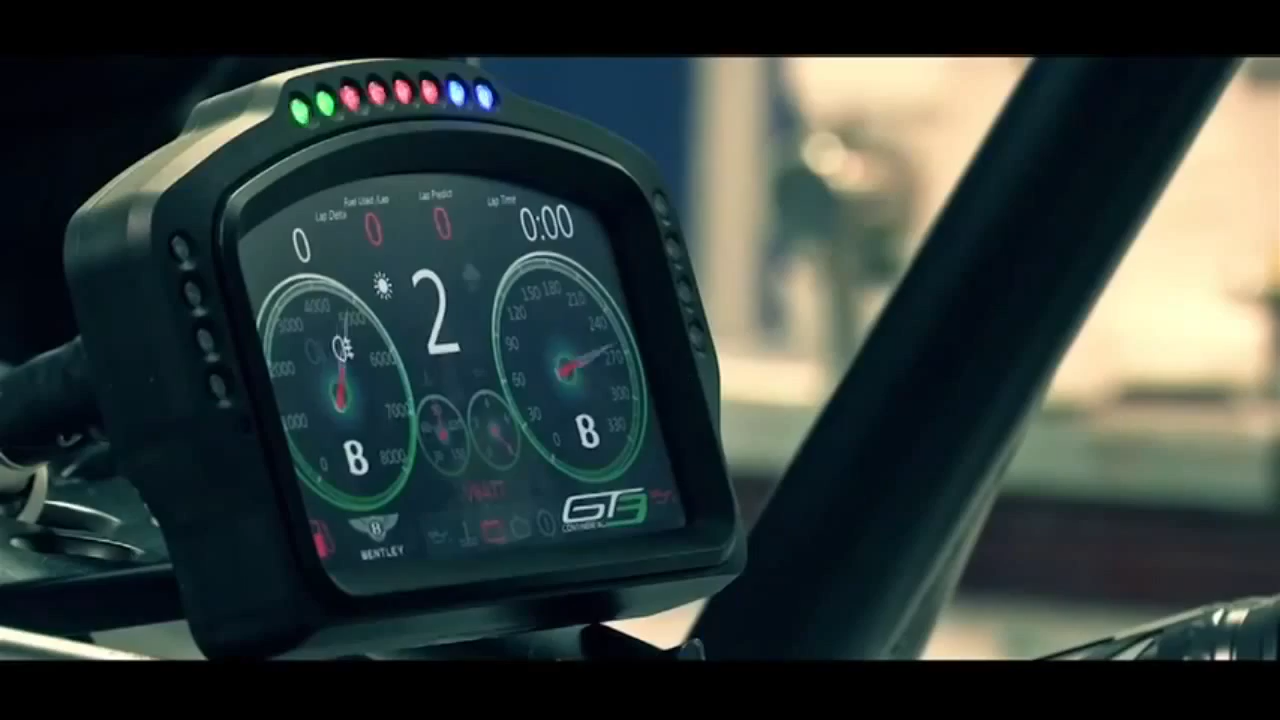 Lap Delta
Fuel Used /Lap
Lap Predict
Lap Time
0
0
0
0:00
2
0
1000
2000
3000
4000
5000
6000
7000
8000
B
0
30
60
90
120
150
180
210
240
270
300
330
B
BENTLEY
GT3
CONTINENTAL